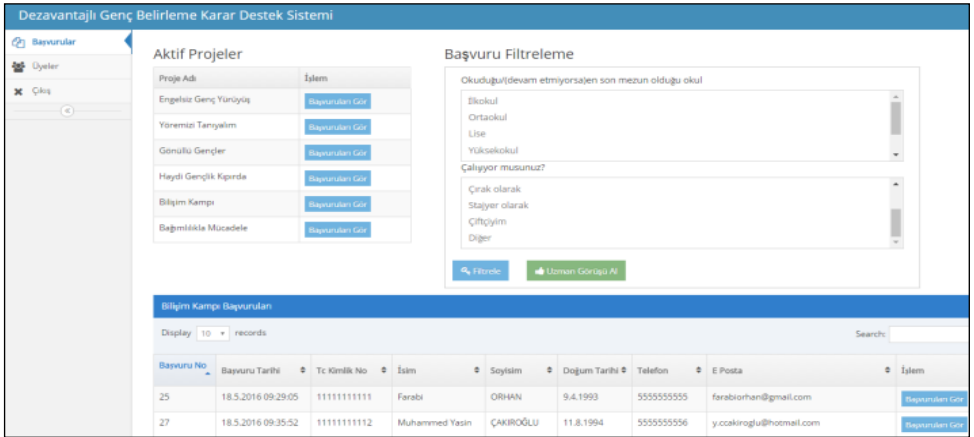 Dezavantajlı Genç Belirleme Karar Destek Sistemi
Başvurular
Üyeler
Çıkış
Aktif Projeler
Proje Adı İşlem
Engelsiz Genç Yürüyüş Başvuruları Gör
Yöremizi Tanıyalım Başvuruları Gör
Gönüllü Gençler Başvuruları Gör
Haydi Gençlik Kıpırda Başvuruları Gör
Bilişim Kampı Başvuruları Gör
Bağımlılıkla Mücadele Başvuruları Gör
Başvuru Filtreleme
Okuduğu/(devam etmiyorsa)en son mezun olduğu okul
İlkokul
Ortaokul
Lise
Yüksekokul
Çalışıyor musunuz?
Çırak olarak
Stajyer olarak
Çiftçiyim
Diğer
Filtrele Uzman Görüşü Al
Bilişim Kampı Başvuruları
Display 10 records Search:
Başvuru No Başvuru Tarihi Tc Kimlik No İsim Soyisim Doğum Tarihi Telefon E Posta İşlem
25 18.5.2016 09:29:05 11111111111 Farabi ORHAN 9.4.1993 5555555555 farabiorhan@gmail.com Başvuruları Gör
27 18.5.2016 09:35:52 11111111112 Muhammed Yasin ÇAKIROĞLU 11.8.1994 5555555556 y.ccakiroglu@hotmail.com Başvuruları Gör